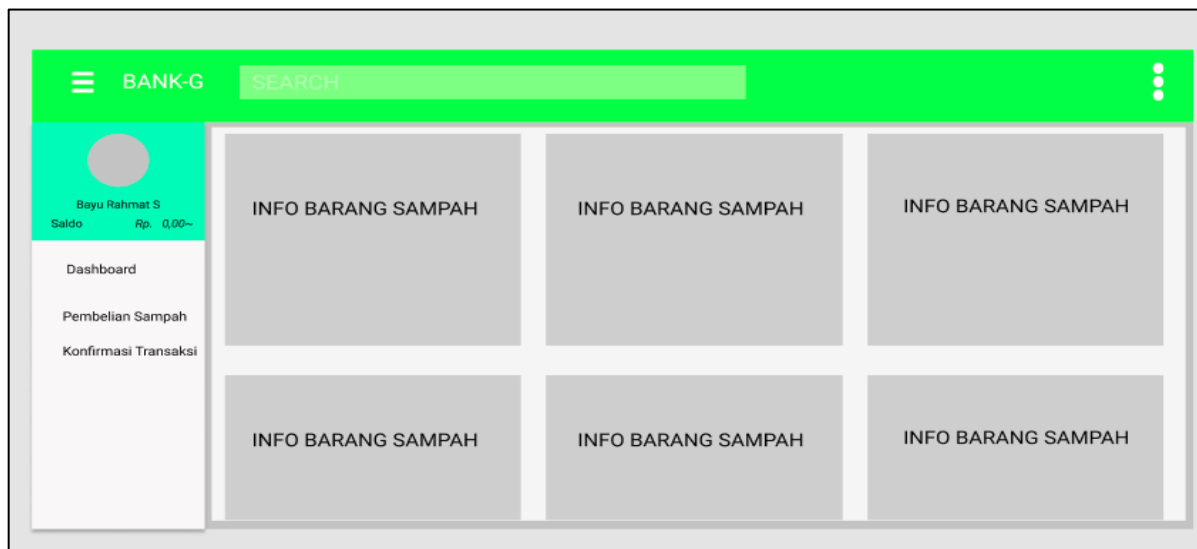 BANK-G
SEARCH
Bayu Rahmat S
Saldo Rp. 0,00~
Dashboard
Pembelian Sampah
Konfirmasi Transaksi
INFO BARANG SAMPAH
INFO BARANG SAMPAH
INFO BARANG SAMPAH
INFO BARANG SAMPAH
INFO BARANG SAMPAH
INFO BARANG SAMPAH